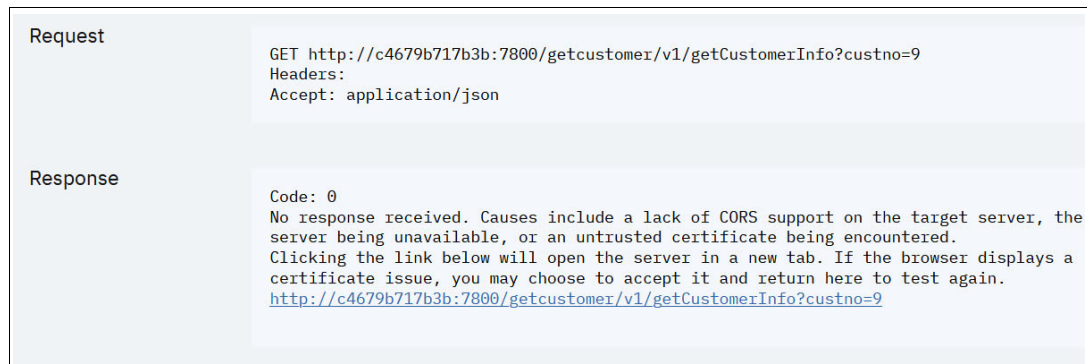 Request
GET http://c4679b717b3b:7800/getcustomer/v1/getCustomerInfo?custno=9
Headers:
Accept: application/json
Response
Code: 0
No response received. Causes include a lack of CORS support on the target server, the
server being unavailable, or an untrusted certificate being encountered.
Clicking the link below will open the server in a new tab. If the browser displays a
certificate issue, you may choose to accept it and return here to test again.
http://c4679b717b3b:7800/getcustomer/v1/getCustomerInfo?custno=9